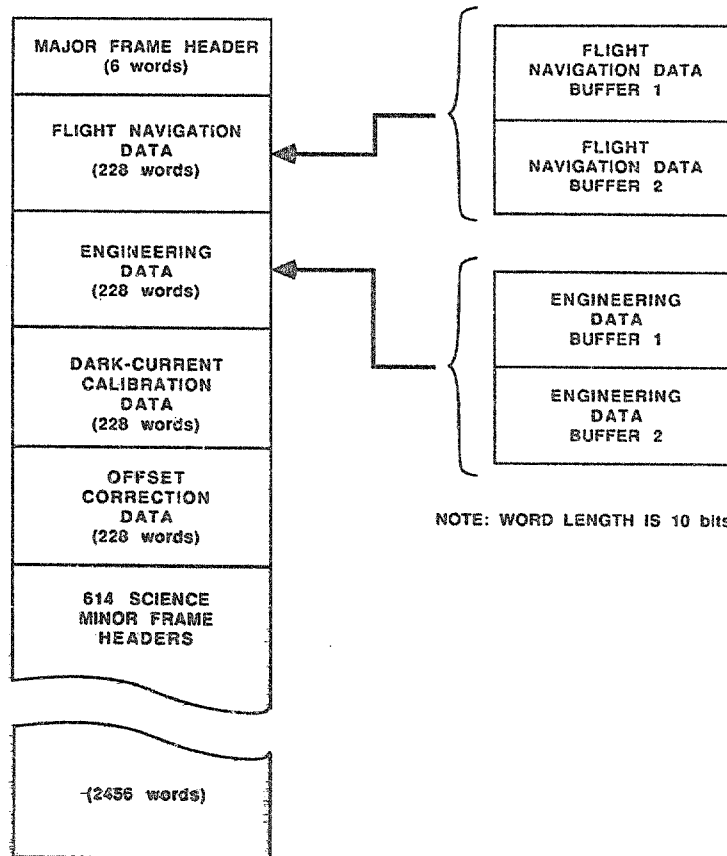 MAJOR FRAME HEADER
(6 words)
FLIGHT NAVIGATION
DATA
(228 words)
ENGINEERING
DATA
(228 words)
DARK-CURRENT
CALIBRATION
DATA
(228 words)
OFFSET
CORRECTION
DATA
(228 words)
614 SCIENCE
MINOR FRAME
HEADERS
(2456 words)
FLIGHT
NAVIGATION DATA
BUFFER 1
FLIGHT
NAVIGATION DATA
BUFFER 2
ENGINEERING
DATA
BUFFER 1
ENGINEERING
DATA
BUFFER 2
NOTE: WORD LENGTH IS 10 bits